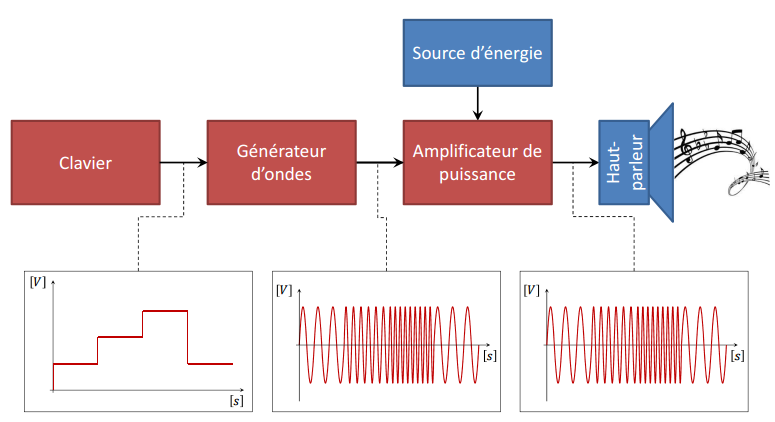 Source d’énergie
Clavier
Générateur
d’ondes
Amplificateur de
puissance
Haut-
parleur
[V]
[s]
[V]
[s]
[V]
[s]